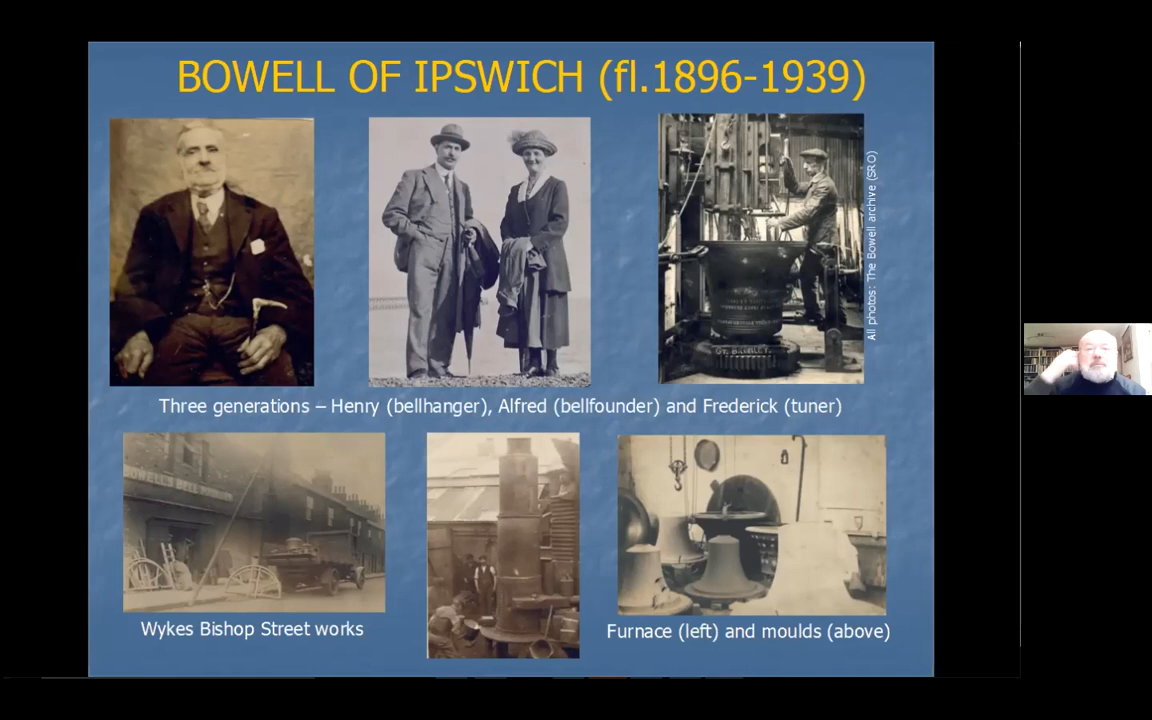 BOWELL OF IPSWICH (fl.1896-1939)
All photos: The Bowell archive (SRO)
Three generations – Henry (bellhanger), Alfred (bellfounder) and Frederick (tuner)
Wykes Bishop Street works
Furnace (left) and moulds (above)